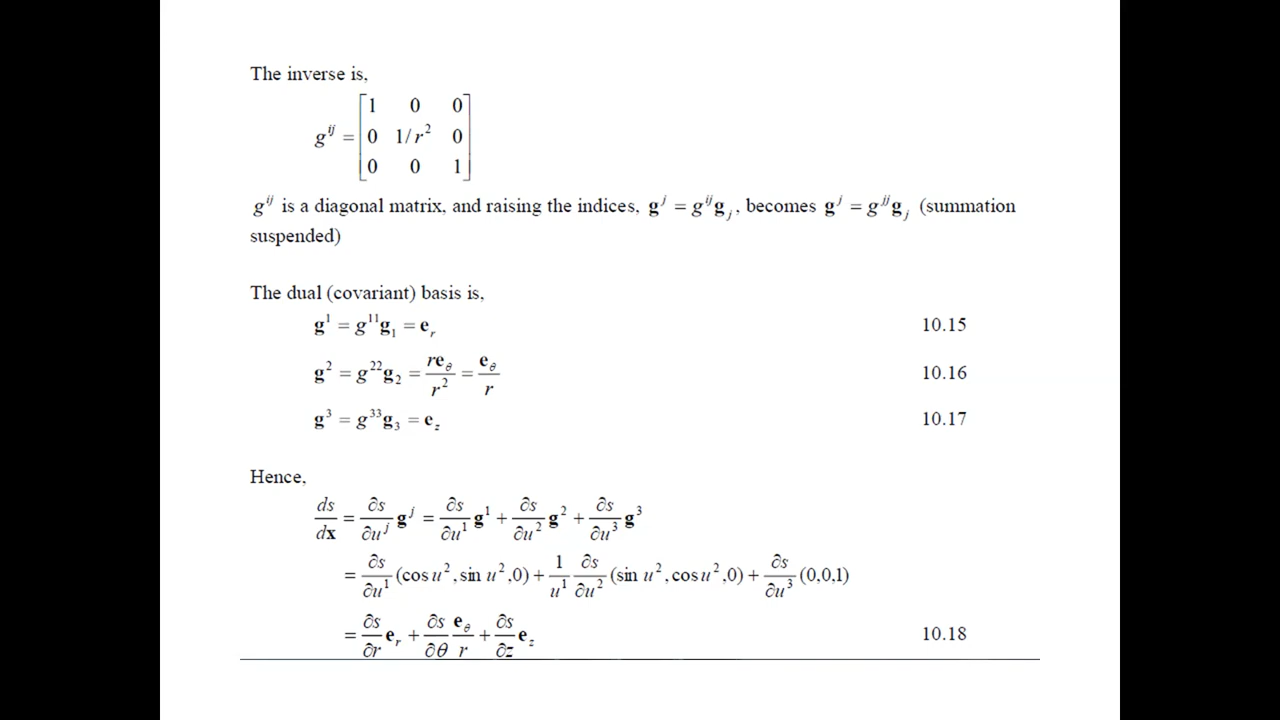 The inverse is,
g^{ij} = [1 0 0
0 1/r² 0
0 0 1]
g^{ij} is a diagonal matrix, and raising the indices, 𝐠^j = g^{ij}𝐠_j, becomes 𝐠^j = g^{jj}𝐠_j (summation
suspended)
The dual (covariant) basis is,
𝐠^1 = g^{11}𝐠_1 = 𝐞_r 10.15
𝐠^2 = g^{22}𝐠_2 = r𝐞_θ/r² = 𝐞_θ/r 10.16
𝐠^3 = g^{33}𝐠_3 = 𝐞_z 10.17
Hence,
ds/d𝐱 = ∂s/∂u^j 𝐠^j = ∂s/∂u^1 𝐠^1 + ∂s/∂u^2 𝐠^2 + ∂s/∂u^3 𝐠^3
= ∂s/∂u^1 (cos u^2, sin u^2,0) + 1/u^1 ∂s/∂u^2 (sin u^2, cos u^2,0) + ∂s/∂u^3 (0,0,1)
= ∂s/∂r 𝐞_r + ∂s/∂θ 𝐞_θ/r + ∂s/∂z 𝐞_z 10.18